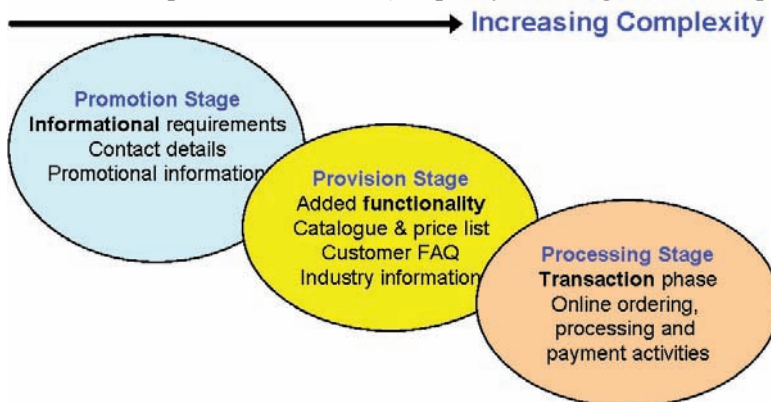 Increasing Complexity
Promotion Stage
Informational requirements
Contact details
Promotional information
Provision Stage
Added functionality
Catalogue & price list
Customer FAQ
Industry information
Processing Stage
Transaction phase
Online ordering,
processing and
payment activities